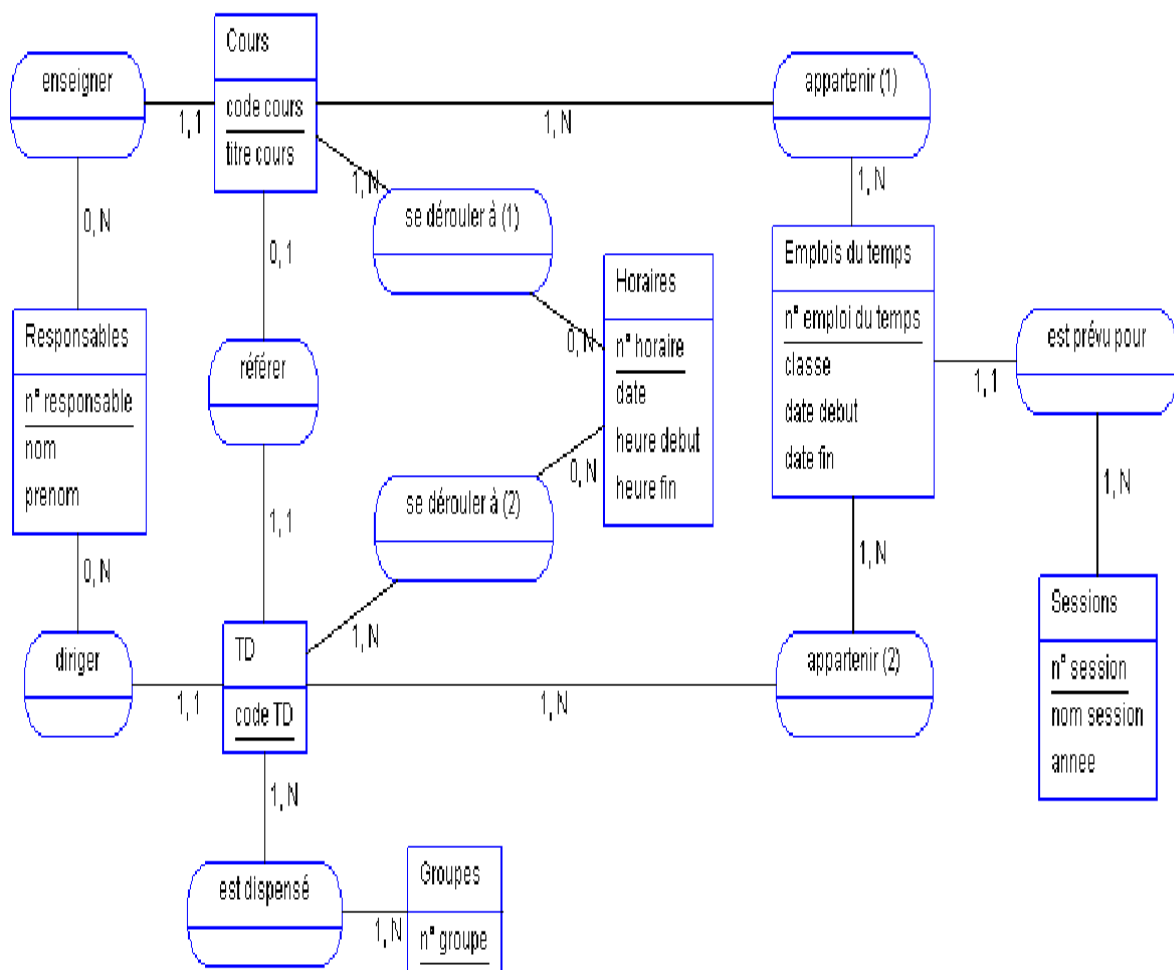 Cours
enseigner
appartenir (1)
code cours
titre cours
1, 1
1, N
1, N
1, N
se dérouler à (1)
0, N
0, 1
Emplois du temps
Horaires
n° emploi du temps
classe
date debut
date fin
Responsables
n° responsable
nom
prenom
référer
0, N
n° horaire
date
heure debut
heure fin
est prévu pour
1, 1
0, N
se dérouler à (2)
1, N
1, 1
1, N
0, N
1, N
Sessions
n° session
nom session
annee
diriger
TD
code TD
appartenir (2)
1, 1
1, N
1, N
est dispensé
Groupes
n° groupe
1, N